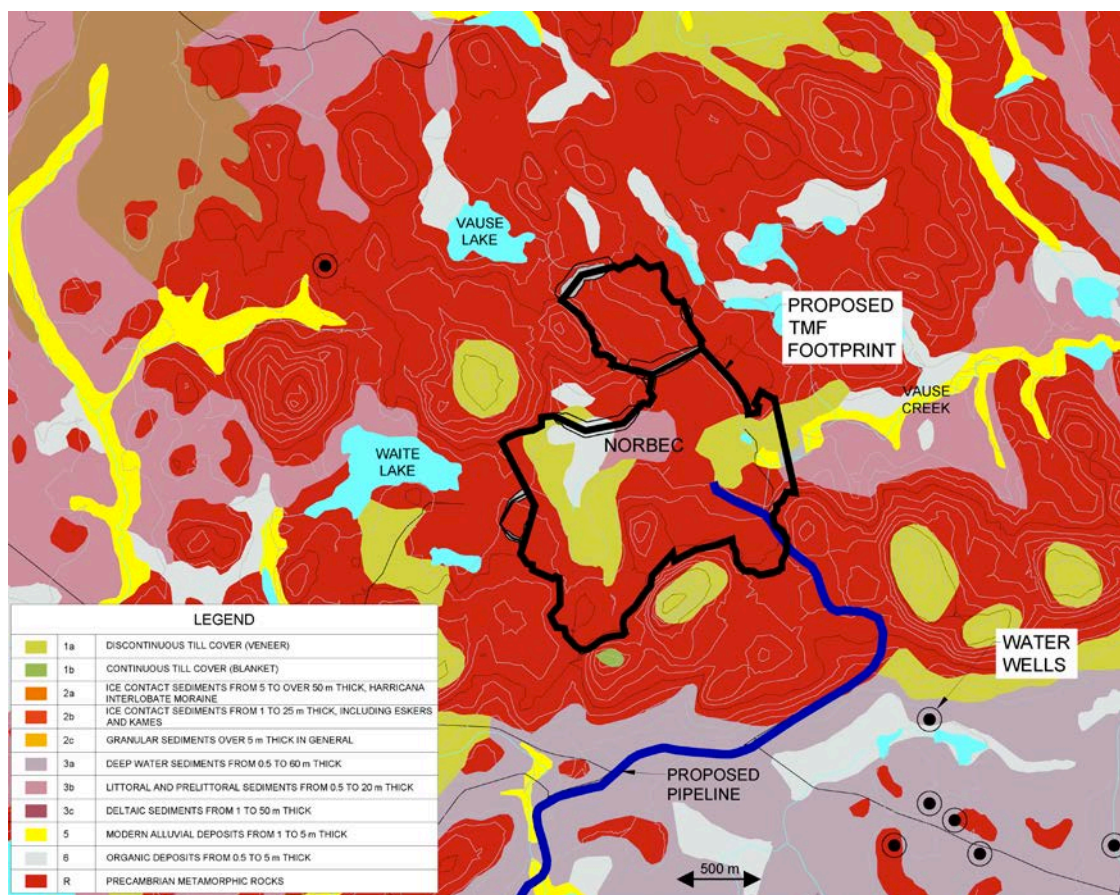 VAUSE
LAKE
PROPOSED
TMF
FOOTPRINT
VAUSE
CREEK
NORBEC
WAITE
LAKE
WATER
WELLS
PROPOSED
PIPELINE
500 m
LEGEND
1a DISCONTINUOUS TILL COVER (VENEER)
1b CONTINUOUS TILL COVER (BLANKET)
2a ICE CONTACT SEDIMENTS FROM 5 TO OVER 50 m THICK, HARRICANA
INTERLOBATE MORAINE
2b ICE CONTACT SEDIMENTS FROM 1 TO 25 m THICK, INCLUDING ESKERS
AND KAMES
2c GRANULAR SEDIMENTS OVER 5 m THICK IN GENERAL
3a DEEP WATER SEDIMENTS FROM 0.5 TO 60 m THICK
3b LITTORAL AND PRELITTORAL SEDIMENTS FROM 0.5 TO 20 m THICK
3c DELTAIC SEDIMENTS FROM 1 TO 50 m THICK
5 MODERN ALLUVIAL DEPOSITS FROM 1 TO 5 m THICK
6 ORGANIC DEPOSITS FROM 0.5 TO 5 m THICK
R PRECAMBRIAN METAMORPHIC ROCKS